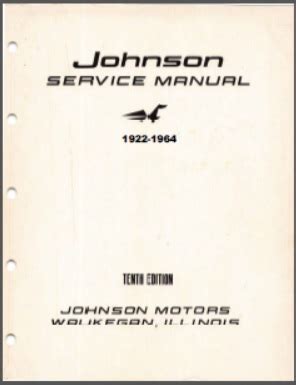 Johnson
SERVICE MANUAL
1922-1964
TENTH EDITION
JOHNSON MOTORS
WAUKEGAN, ILLINOIS